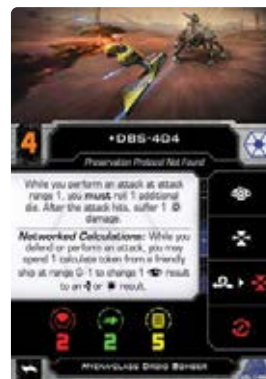 4
•DBS-404
Preservation Protocol Not Found
While you perform an attack at attack
range 1, you must roll 1 additional
die. After the attack hits, suffer 1
damage.
Networked Calculations: While you
defend or perform an attack, you may
spend 1 calculate token from a friendly
ship at range 0-1 to change 1 result
to an or result.
2 2 5
Hyena-class Droid Bomber